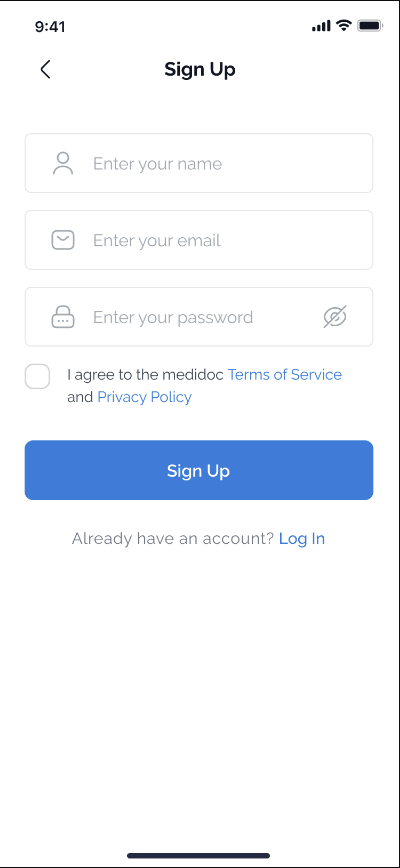 9:41
Sign Up
Enter your name
Enter your email
Enter your password
I agree to the medidoc Terms of Service
and Privacy Policy
Sign Up
Already have an account? Log In